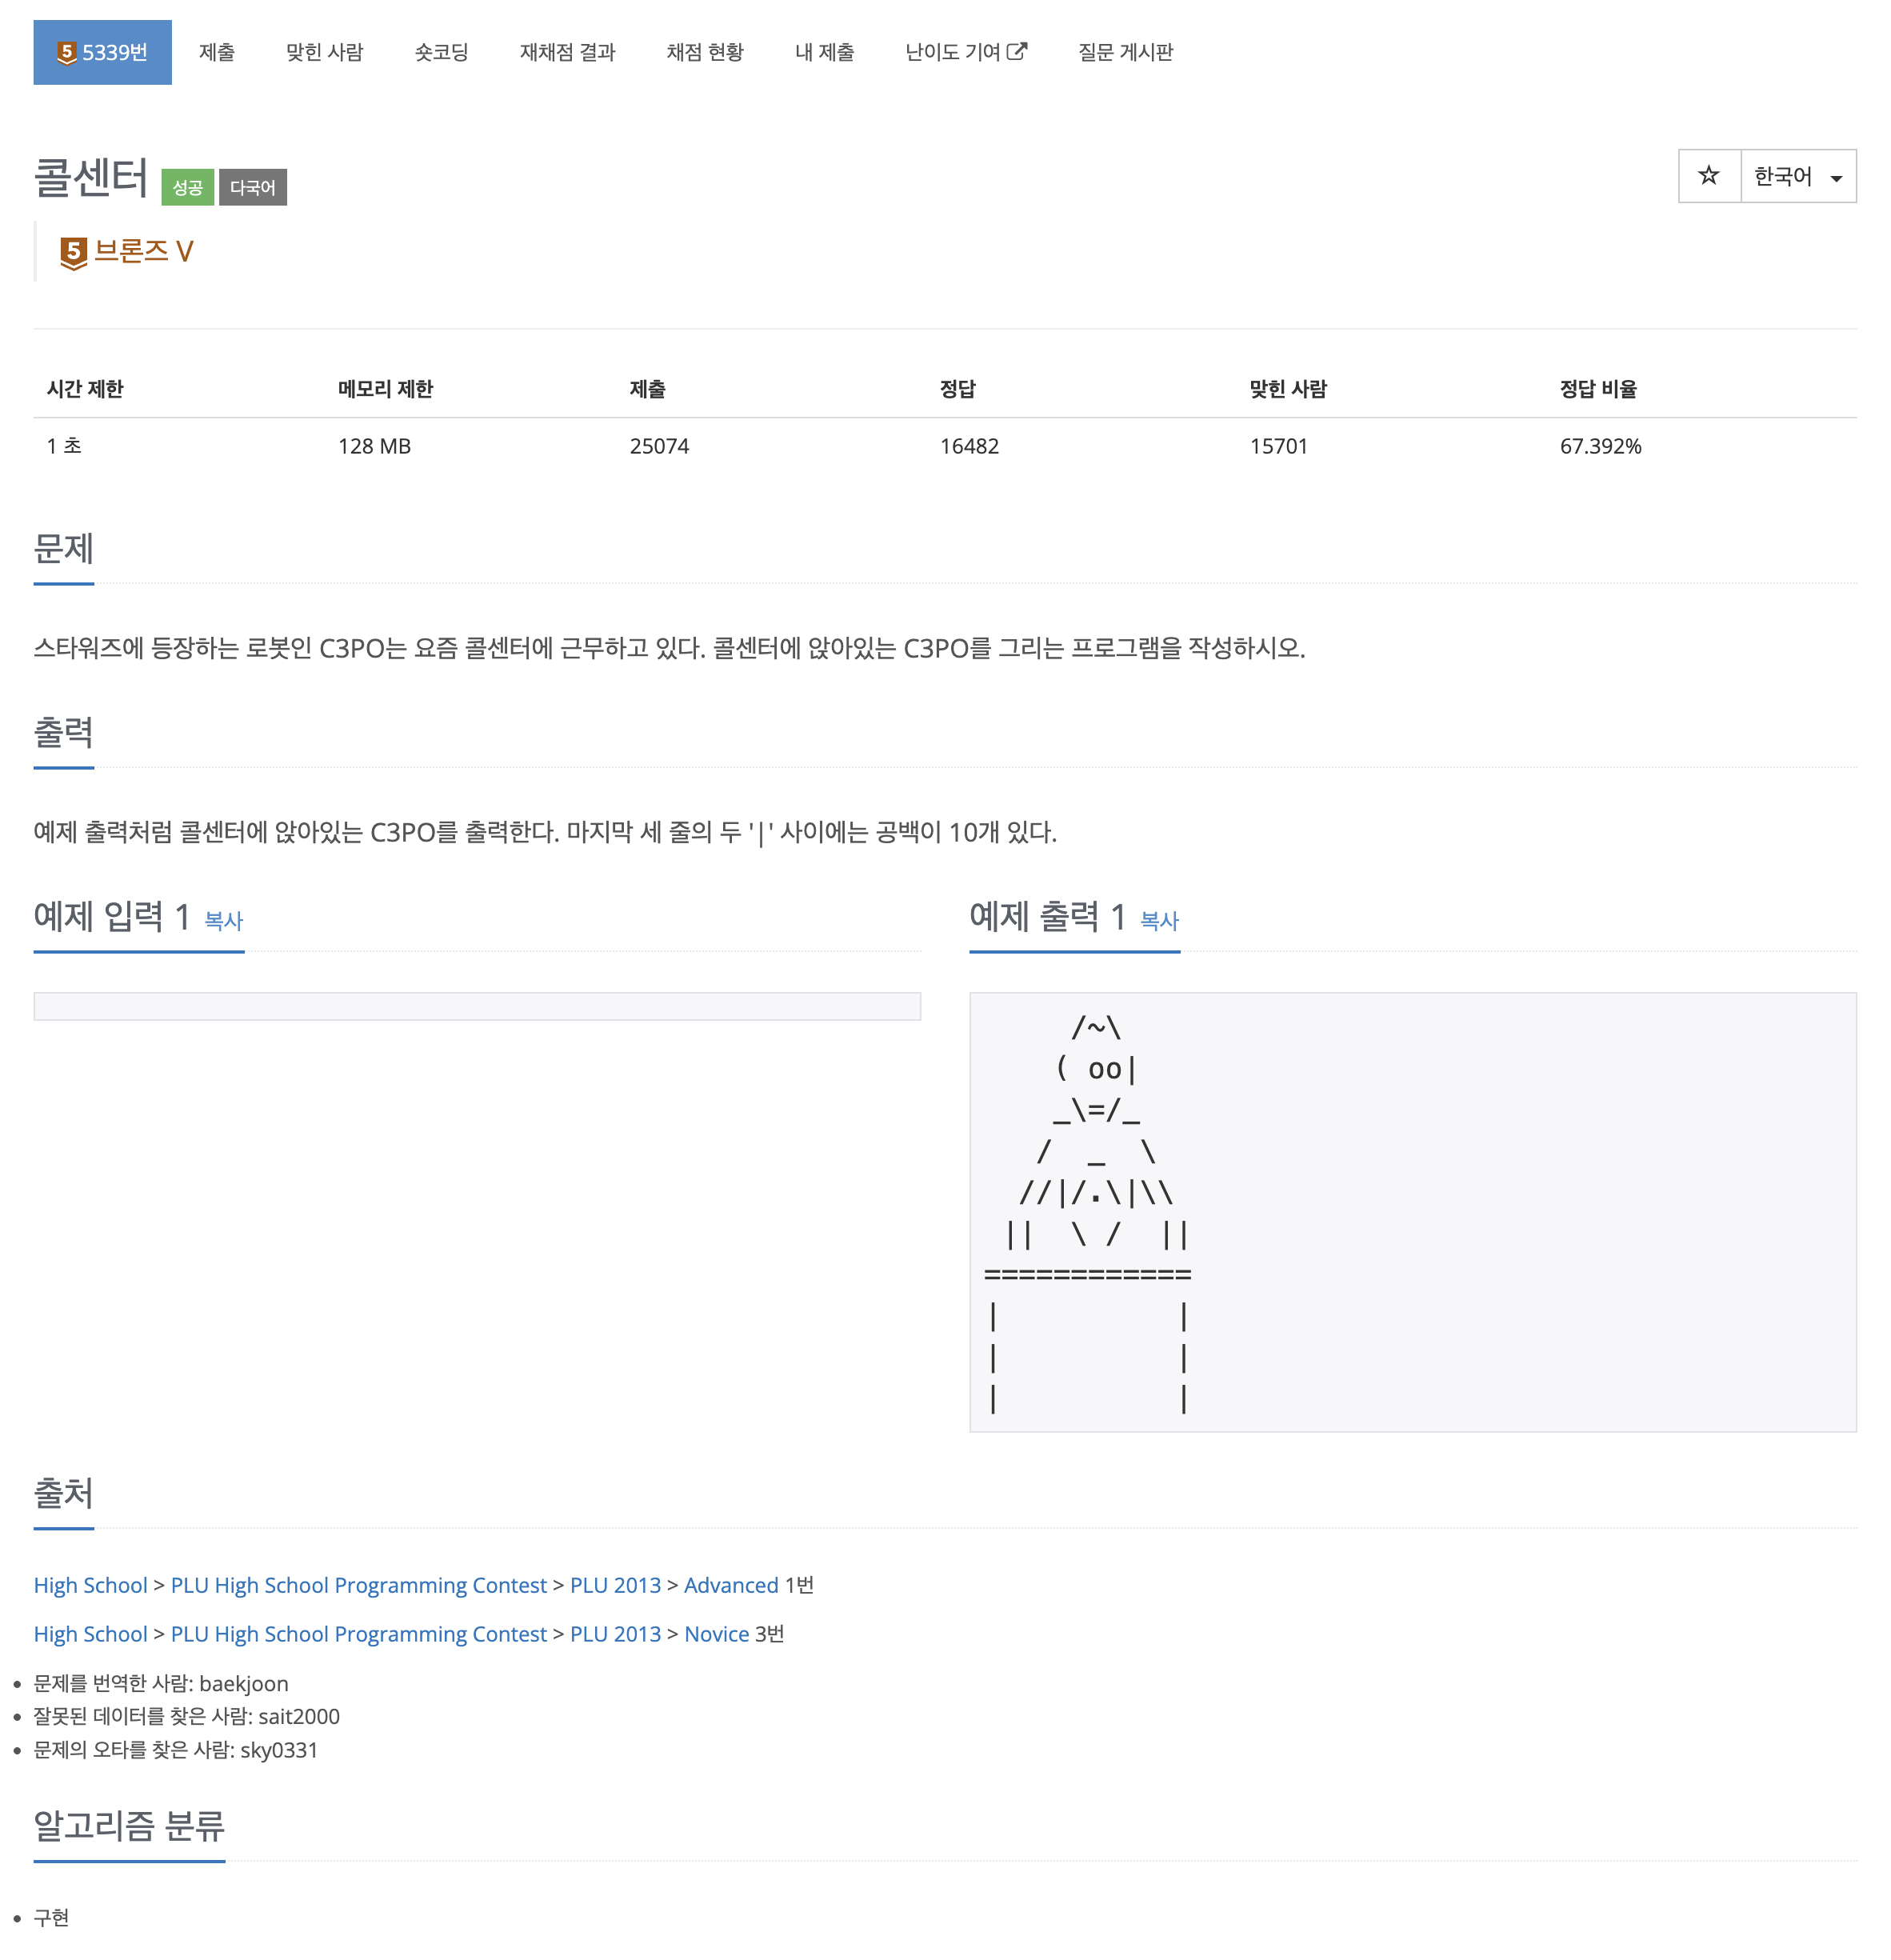 5 5339번 제출 맞힌 사람 숏코딩 재채점 결과 채점 현황 내 제출 난이도 기여 질문 게시판
콜센터 성공 다국어 ☆ 한국어
5 브론즈 V
시간 제한 메모리 제한 제출 정답 맞힌 사람 정답 비율
1 초 128 MB 25074 16482 15701 67.392%
문제
스타워즈에 등장하는 로봇인 C3PO는 요즘 콜센터에 근무하고 있다. 콜센터에 앉아있는 C3PO를 그리는 프로그램을 작성하시오.
출력
예제 출력처럼 콜센터에 앉아있는 C3PO를 출력한다. 마지막 세 줄의 두 '|' 사이에는 공백이 10개 있다.
예제 입력 1 복사
예제 출력 1 복사
     /~\
    ( oo|
    _\=/_
   /  _  \
  //|/.\|\\
 ||  \ /  ||
============
|          |
|          |
|          |
출처
High School > PLU High School Programming Contest > PLU 2013 > Advanced 1번
High School > PLU High School Programming Contest > PLU 2013 > Novice 3번
• 문제를 번역한 사람: baekjoon
• 잘못된 데이터를 찾은 사람: sait2000
• 문제의 오타를 찾은 사람: sky0331
알고리즘 분류
• 구현